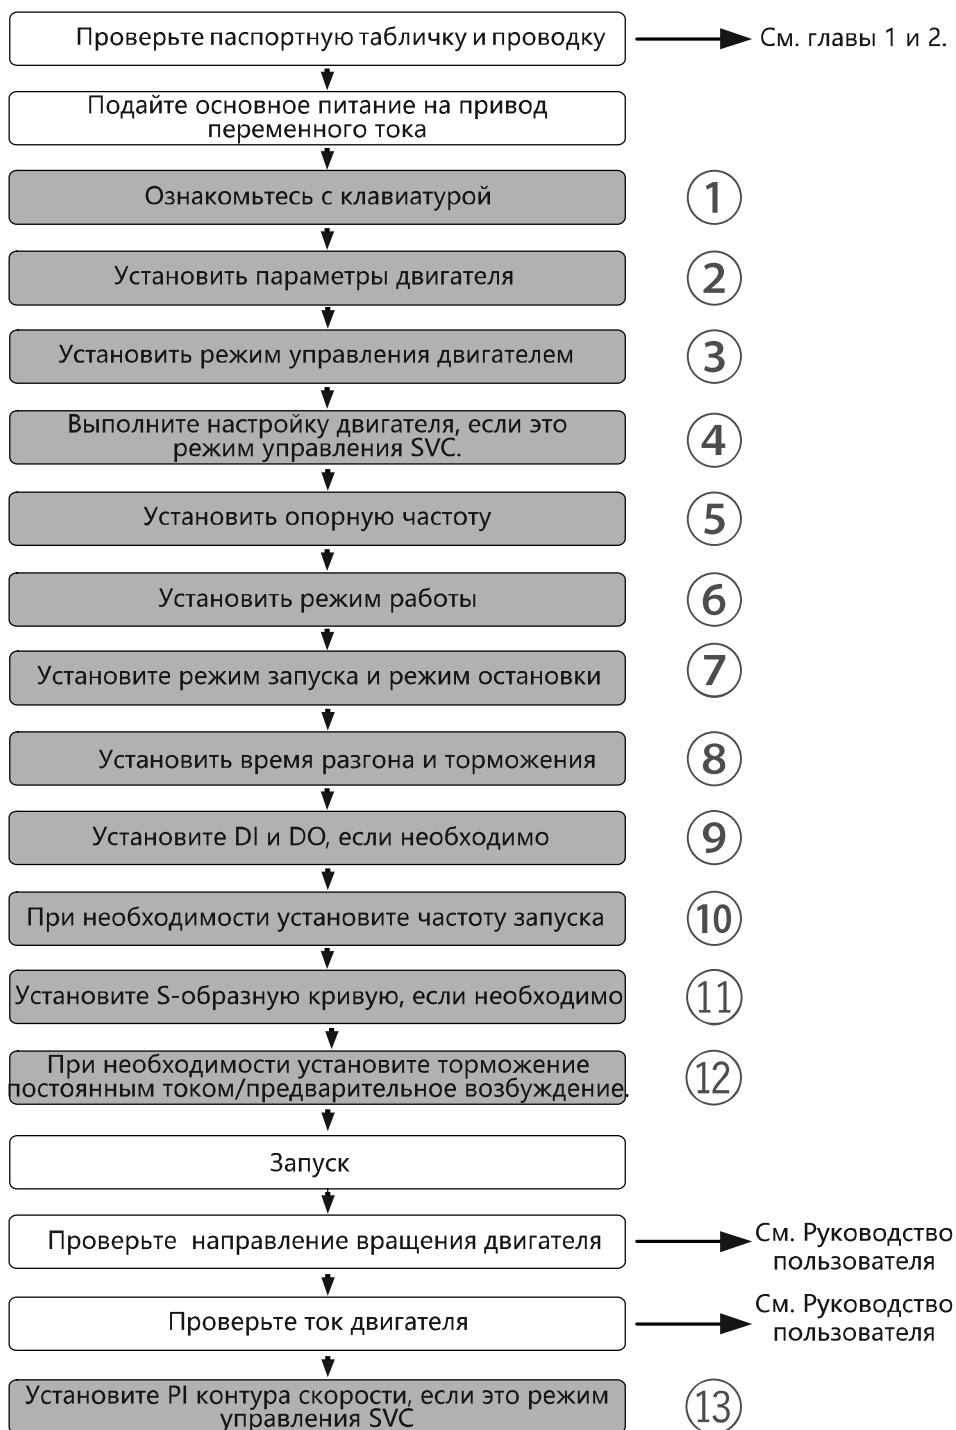 Проверьте паспортную табличку и проводку
См. главы 1 и 2.
Подайте основное питание на привод
переменного тока
Ознакомьтесь с клавиатурой
1
Установить параметры двигателя
2
Установить режим управления двигателем
3
Выполните настройку двигателя, если это
режим управления SVC.
4
Установить опорную частоту
5
Установить режим работы
6
Установите режим запуска и режим остановки
7
Установить время разгона и торможения
8
Установите DI и DO, если необходимо
9
При необходимости установите частоту запуска
10
Установите S-образную кривую, если необходимо
11
При необходимости установите торможение
постоянным током/предварительное возбуждение.
12
Запуск
Проверьте направление вращения двигателя
См. Руководство
пользователя
Проверьте ток двигателя
См. Руководство
пользователя
Установите PI контура скорости, если это режим
управления SVC
13